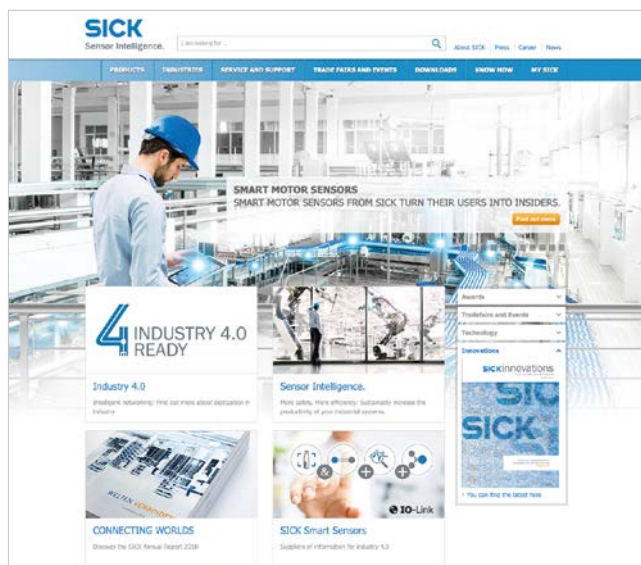 SICK
Sensor Intelligence.
I am looking for ...
About SICK Press Career News
PRODUCTS INDUSTRIES SERVICE AND SUPPORT TRADE FAIRS AND EVENTS DOWNLOADS KNOW HOW MY SICK
SMART MOTOR SENSORS
SMART MOTOR SENSORS FROM SICK TURN THEIR USERS INTO INSIDERS.
Find out more
4 INDUSTRY 4.0
READY
Industry 4.0
Intelligent networking: Find out more about digitization in
industry
Sensor Intelligence.
More safety, More efficiency: Sustainably increase the
productivity of your industrial systems.
Awards
Tradefairs and Events
Technology
Innovations
SICKinnovations
SICK
SICK
You can find the latest here
WELTEN VERBINDEN
CONNECTING WORLDS
Discover the SICK Annual Report 2016
& + +
IO-Link
SICK Smart Sensors
Suppliers of information for Industry 4.0